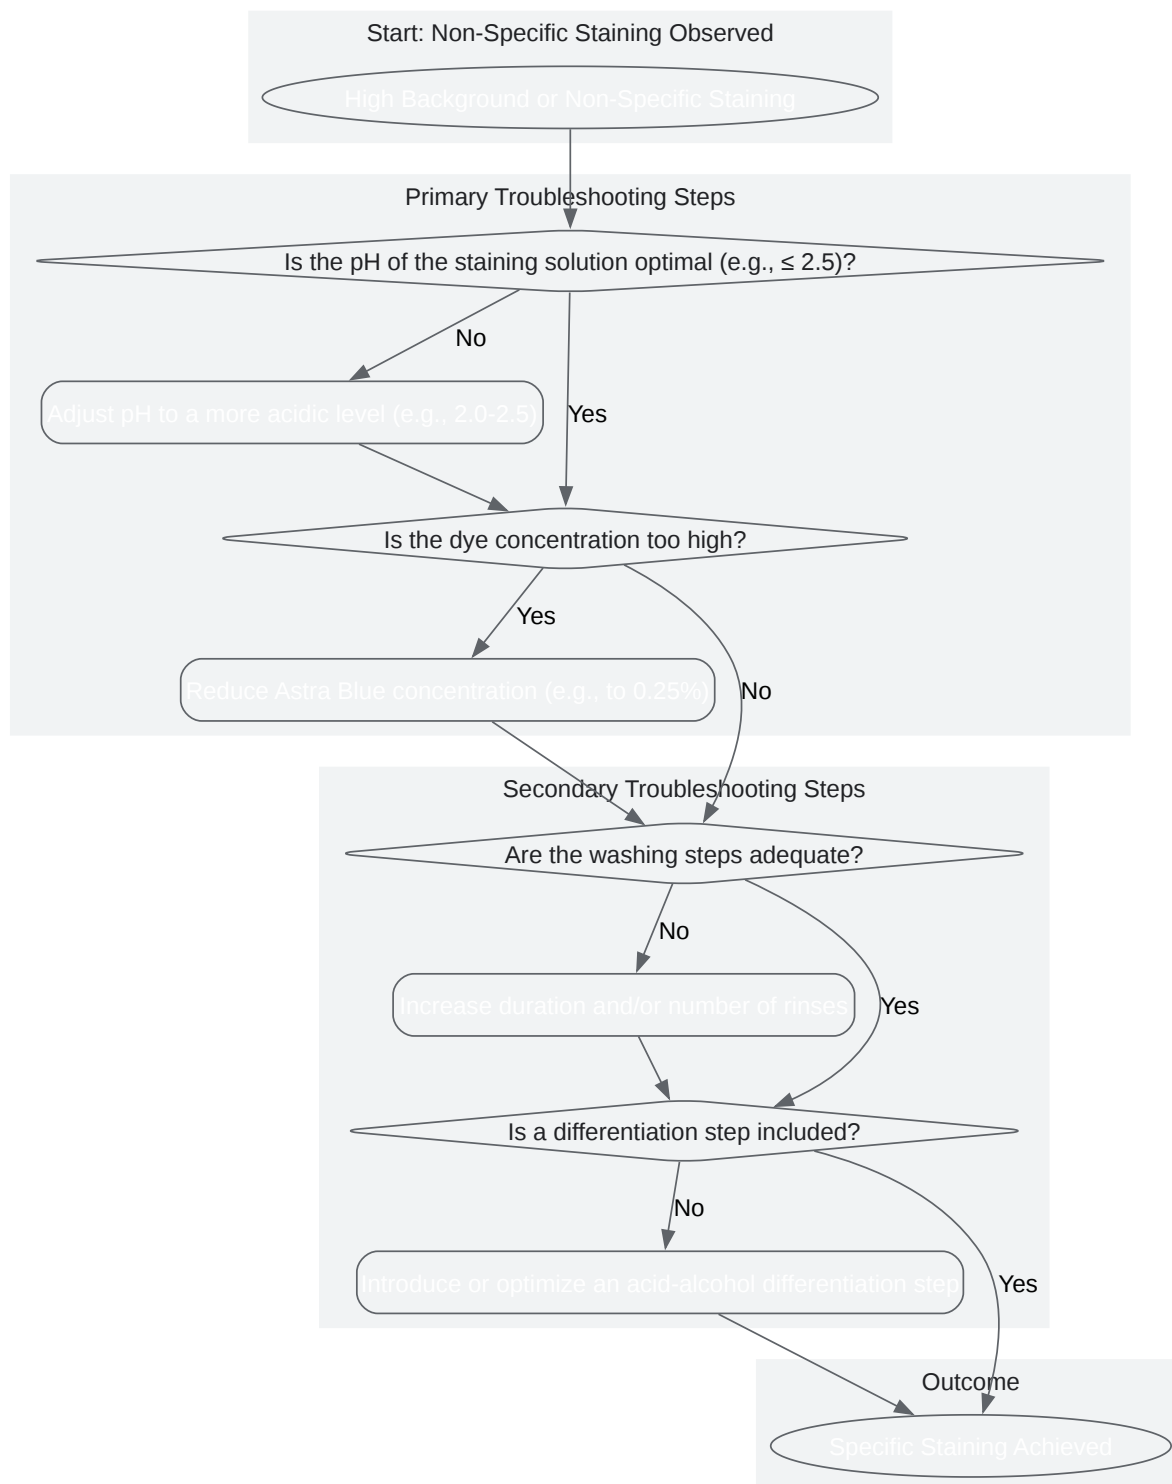 Start: Non-Specific Staining Observed
High Background or Non-Specific Staining
Primary Troubleshooting Steps
Is the pH of the staining solution optimal (e.g., ≤ 2.5)?
No
Adjust pH to a more acidic level (e.g., 2.0-2.5)
Yes
Is the dye concentration too high?
Yes
Reduce Astra Blue concentration (e.g., to 0.25%)
No
Secondary Troubleshooting Steps
Are the washing steps adequate?
No
Increase duration and/or number of rinses
Yes
Is a differentiation step included?
No
Introduce or optimize an acid-alcohol differentiation step
Yes
Outcome
Specific Staining Achieved